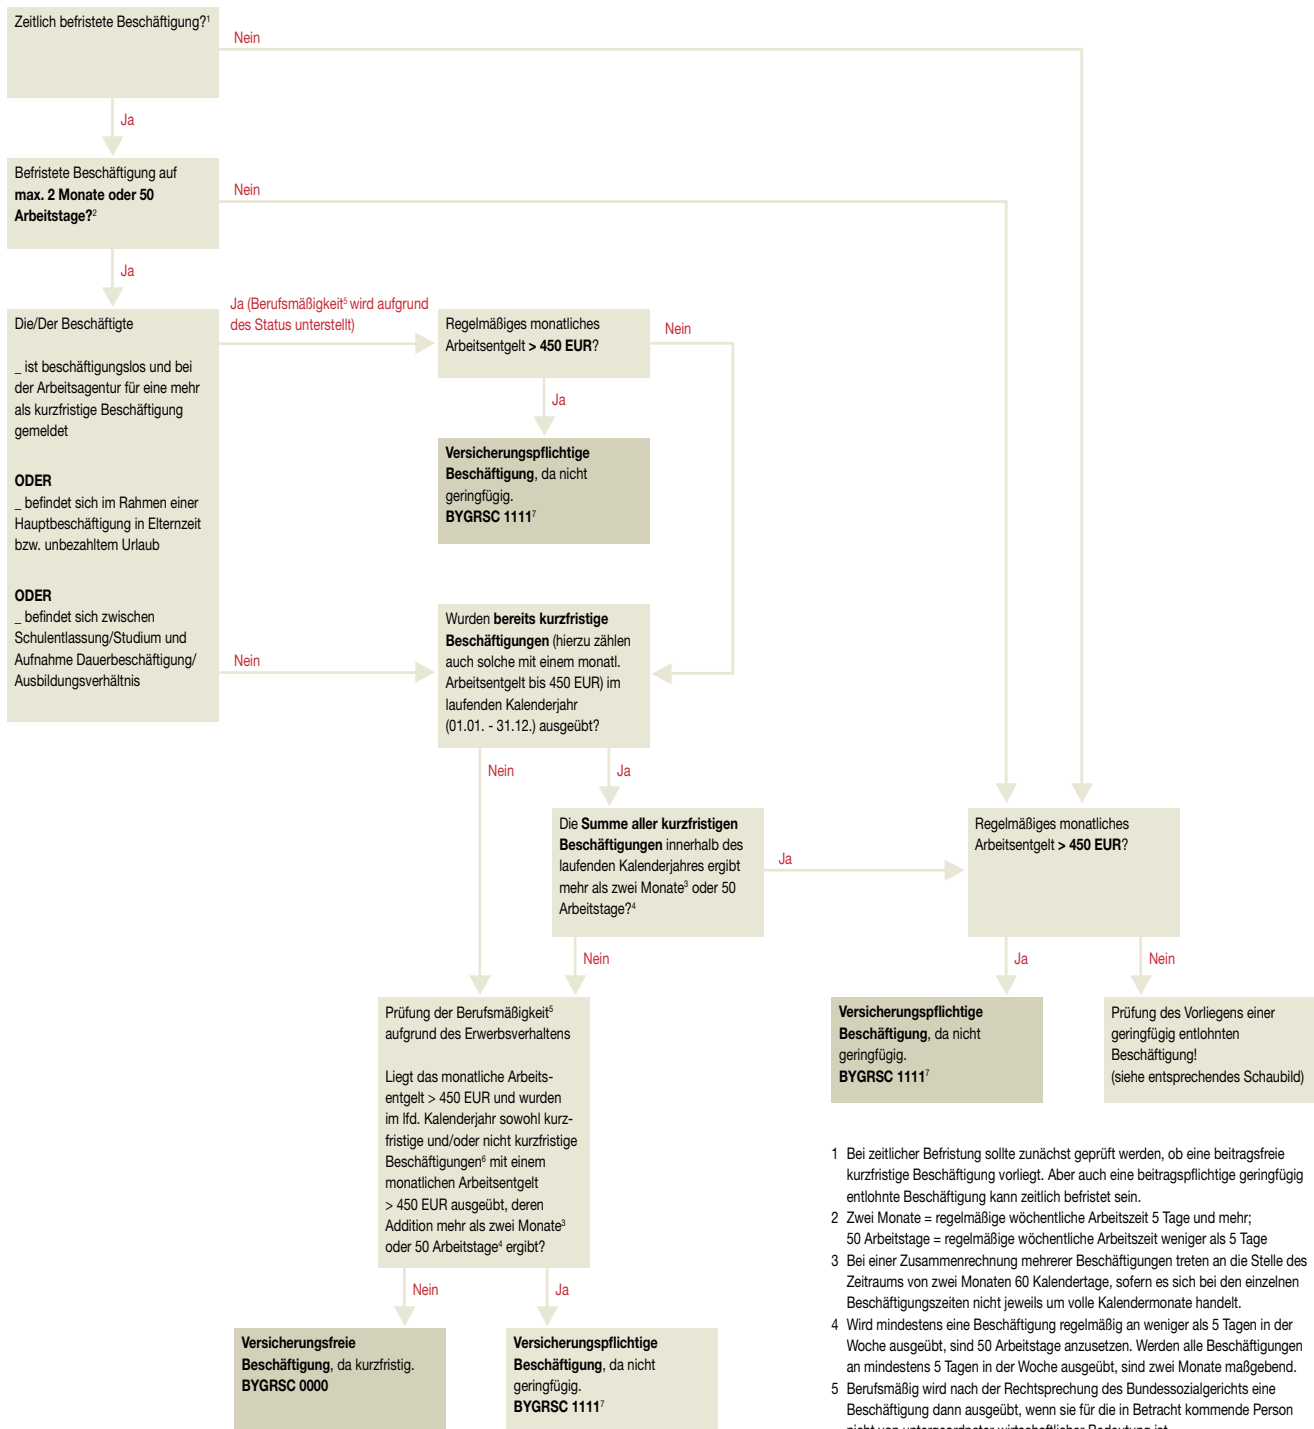 Zeitlich befristete Beschäftigung?¹
Nein
Ja
Befristete Beschäftigung auf
max. 2 Monate oder 50
Arbeitstage?²
Nein
Ja
Die/Der Beschäftigte
_ ist beschäftigungslos und bei
der Arbeitsagentur für eine mehr
als kurzfristige Beschäftigung
gemeldet
ODER
_ befindet sich im Rahmen einer
Hauptbeschäftigung in Elternzeit
bzw. unbezahltem Urlaub
ODER
_ befindet sich zwischen
Schulentlassung/Studium und
Aufnahme Dauerbeschäftigung/
Ausbildungsverhältnis
Ja (Berufsmäßigkeit⁵ wird aufgrund
des Status unterstellt)
Regelmäßiges monatliches
Arbeitsentgelt > 450 EUR?
Nein
Ja
Versicherungspflichtige
Beschäftigung, da nicht
geringfügig.
BYGRSC 1111⁷
Nein
Wurden bereits kurzfristige
Beschäftigungen (hierzu zählen
auch solche mit einem monatl.
Arbeitsentgelt bis 450 EUR) im
laufenden Kalenderjahr
(01.01. - 31.12.) ausgeübt?
Nein
Ja
Die Summe aller kurzfristigen
Beschäftigungen innerhalb des
laufenden Kalenderjahres ergibt
mehr als zwei Monate³ oder 50
Arbeitstage?⁴
Ja
Nein
Regelmäßiges monatliches
Arbeitsentgelt > 450 EUR?
Ja
Nein
Versicherungspflichtige
Beschäftigung, da nicht
geringfügig.
BYGRSC 1111⁷
Prüfung des Vorliegens einer
geringfügig entlohnten
Beschäftigung!
(siehe entsprechendes Schaubild)
Prüfung der Berufsmäßigkeit⁵
aufgrund des Erwerbsverhaltens
Liegt das monatliche Arbeits-
entgelt > 450 EUR und wurden
im lfd. Kalenderjahr sowohl kurz-
fristige und/oder nicht kurzfristige
Beschäftigungen⁶ mit einem
monatlichen Arbeitsentgelt
> 450 EUR ausgeübt, deren
Addition mehr als zwei Monate³
oder 50 Arbeitstage⁴ ergibt?
Nein
Ja
Versicherungsfreie
Beschäftigung, da kurzfristig.
BYGRSC 0000
Versicherungspflichtige
Beschäftigung, da nicht
geringfügig.
BYGRSC 1111⁷
1 Bei zeitlicher Befristung sollte zunächst geprüft werden, ob eine beitragsfreie
kurzfristige Beschäftigung vorliegt. Aber auch eine beitragspflichtige geringfügig
entlohnte Beschäftigung kann zeitlich befristet sein.
2 Zwei Monate = regelmäßige wöchentliche Arbeitszeit 5 Tage und mehr;
50 Arbeitstage = regelmäßige wöchentliche Arbeitszeit weniger als 5 Tage
3 Bei einer Zusammenrechnung mehrerer Beschäftigungen treten an die Stelle des
Zeitraums von zwei Monaten 60 Kalendertage, sofern es sich bei den einzelnen
Beschäftigungszeiten nicht jeweils um volle Kalendermonate handelt.
4 Wird mindestens eine Beschäftigung regelmäßig an weniger als 5 Tagen in der
Woche ausgeübt, sind 50 Arbeitstage anzusetzen. Werden alle Beschäftigungen
an mindestens 5 Tagen in der Woche ausgeübt, sind zwei Monate maßgebend.
5 Berufsmäßig wird nach der Rechtsprechung des Bundessozialgerichts eine
Beschäftigung dann ausgeübt, wenn sie für die in Betracht kommende Person
nicht von untergeordneter wirtschaftlicher Bedeutung ist.